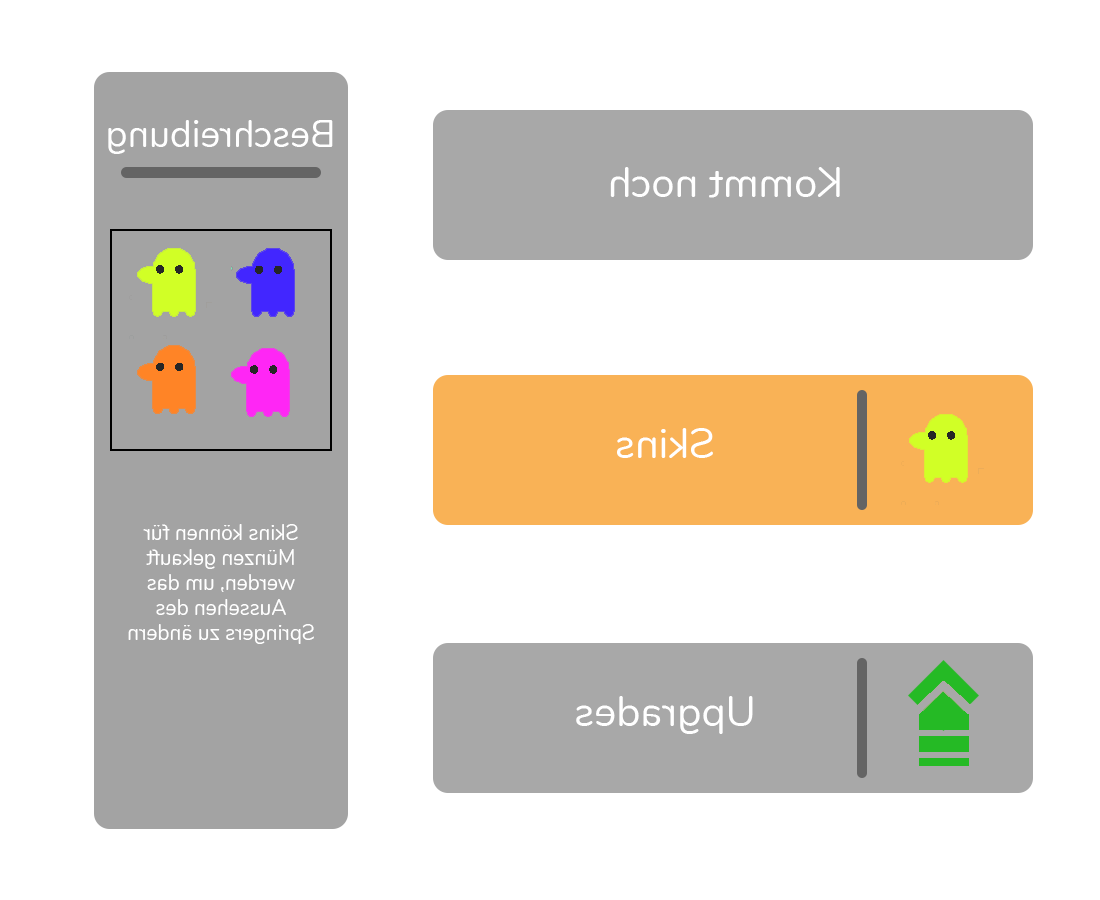 Kommt noch
Skins
Upgrades
Beschreibung
Skins können für
Münzen gekauft
werden, um das
Aussehen des
Springers zu ändern